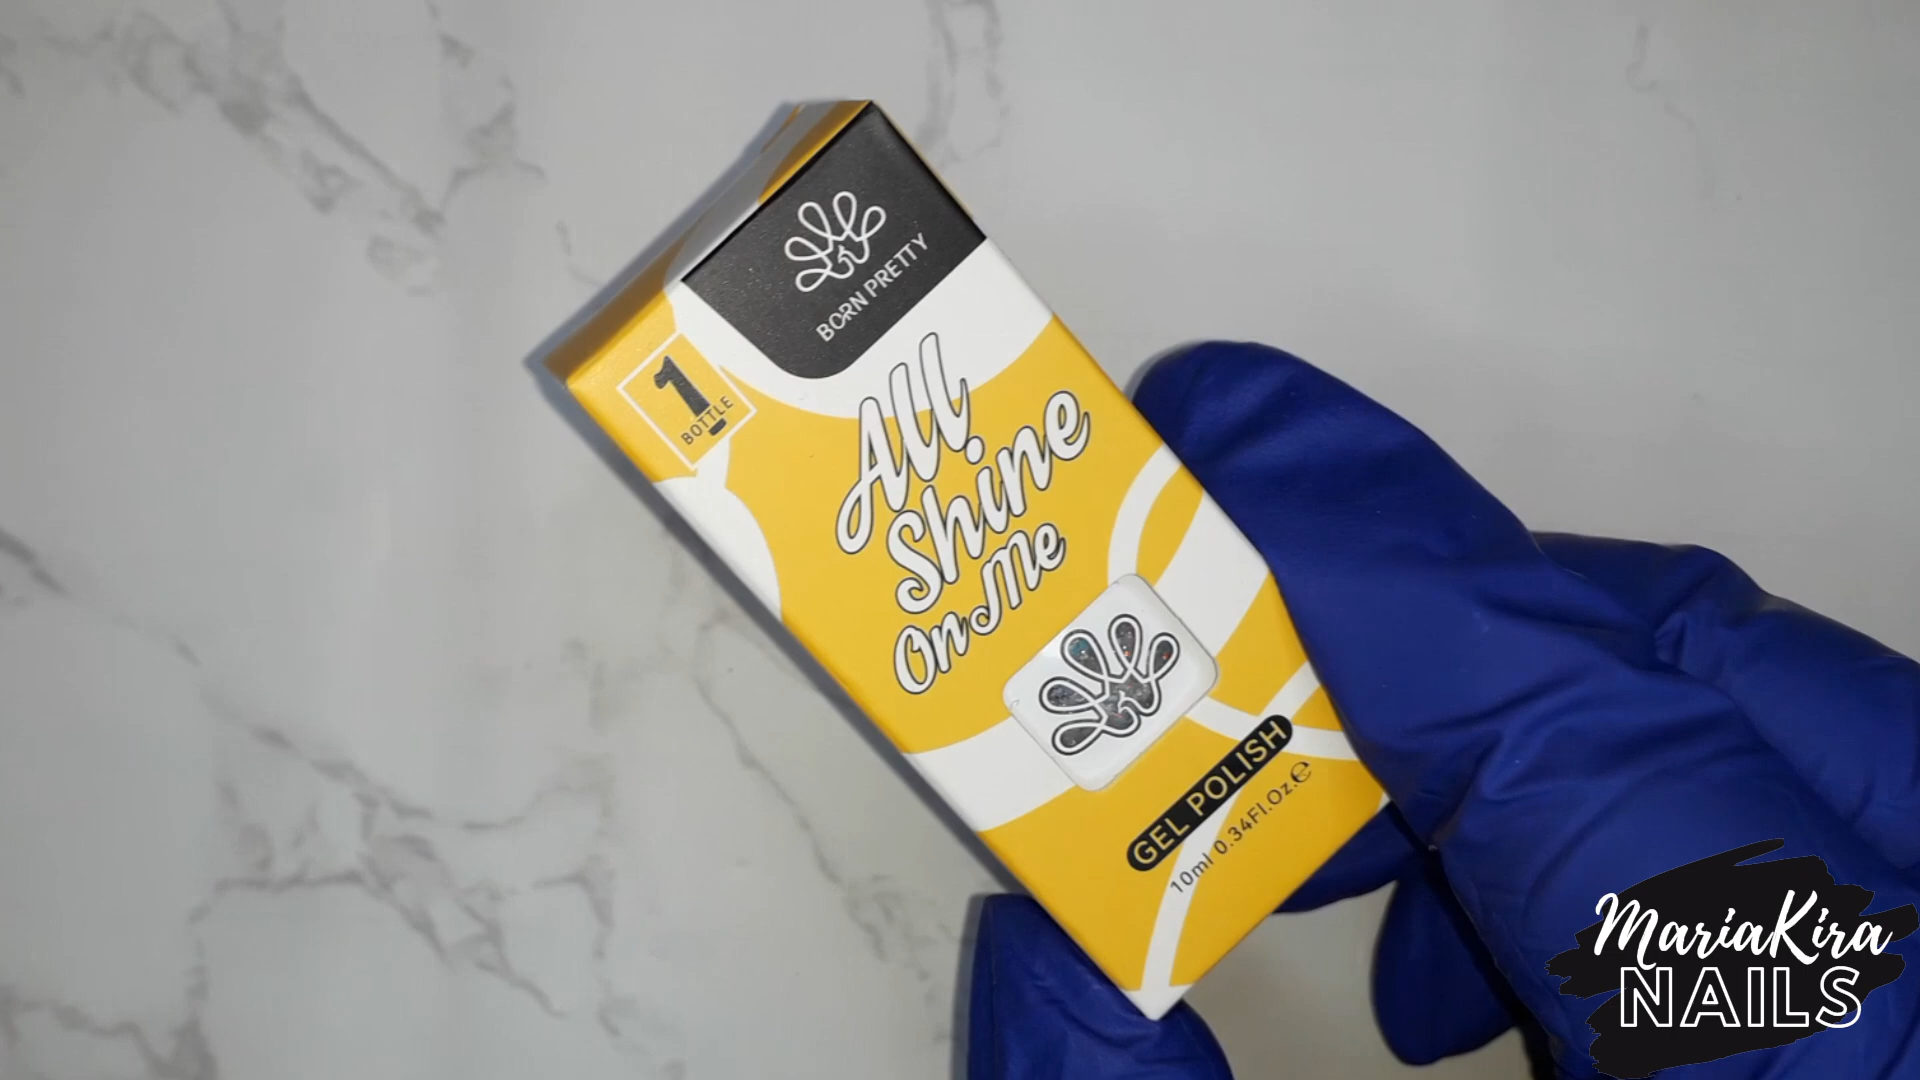 BORN PRETTY
1
BOTTLE
All
Shine
On Me
GEL POLISH
10ml 0.34Fl.Oz.℮
MariaKira
NAILS